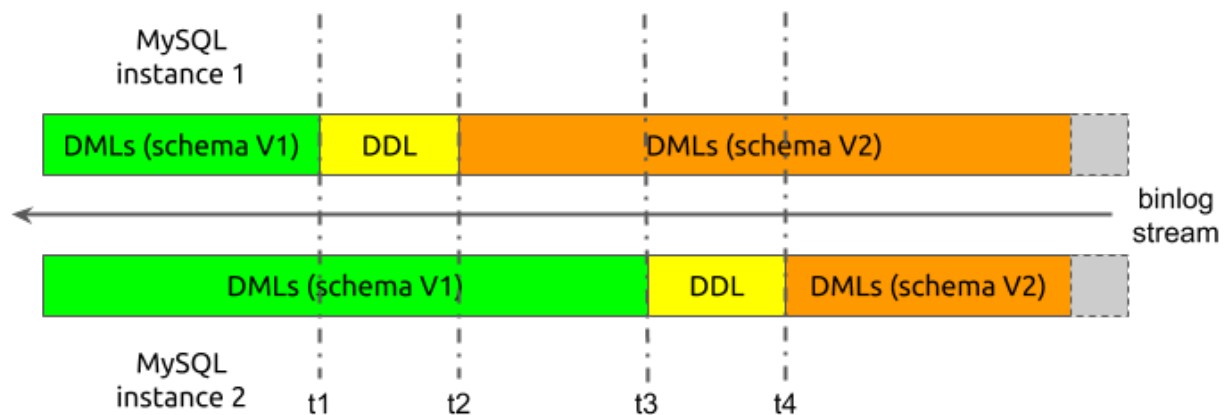 MySQL
instance 1
DMLs (schema V1)
DDL
DMLs (schema V2)
binlog
stream
DMLs (schema V1)
DDL
DMLs (schema V2)
MySQL
instance 2
t1
t2
t3
t4